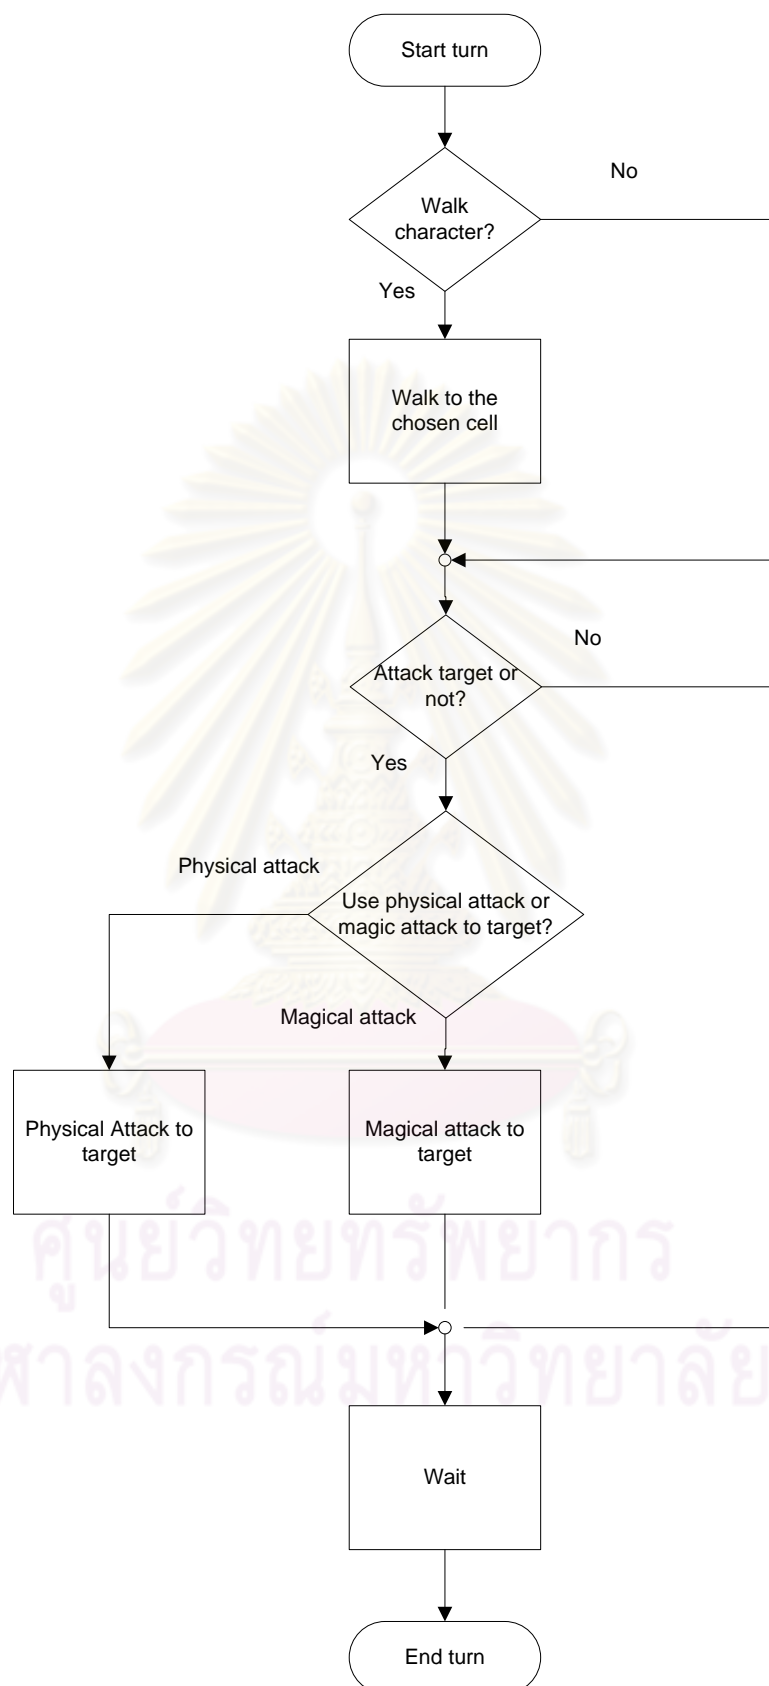 Start turn
No
Walk
character?
Yes
Walk to the
chosen cell
No
Attack target or
not?
Yes
Physical attack
Use physical attack or
magic attack to target?
Magical attack
Physical Attack to
target
Magical attack to
target
ศูนย์วิทยทรัพยากร
ฬาลงกรณ์มหาวิทยาลัย
Wait
End turn